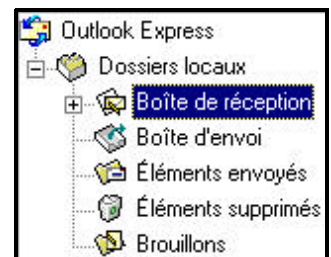 Outlook Express
Dossiers locaux
Boîte de réception
Boîte d'envoi
Éléments envoyés
Éléments supprimés
Brouillons